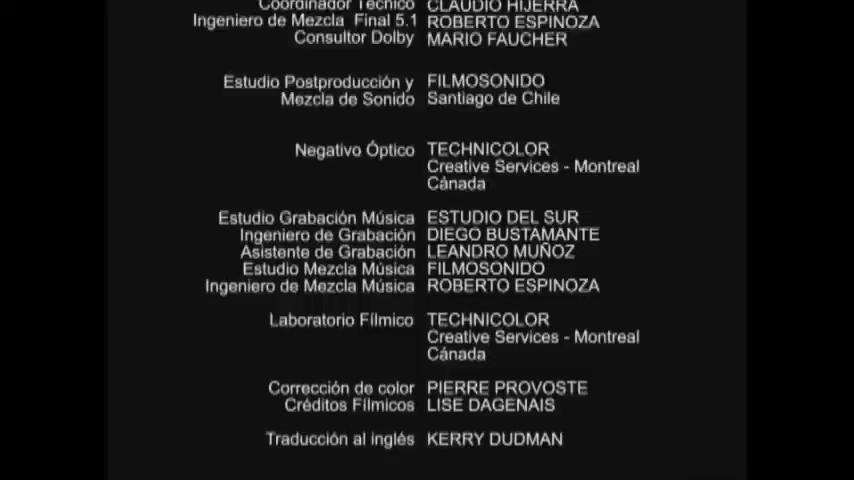 Coordinador Técnico CLAUDIO HIJERRA
Ingeniero de Mezcla Final 5.1 ROBERTO ESPINOZA
Consultor Dolby MARIO FAUCHER
Estudio Postproducción y FILMOSONIDO
Mezcla de Sonido Santiago de Chile
Negativo Óptico TECHNICOLOR
Creative Services - Montreal
Cánada
Estudio Grabación Música ESTUDIO DEL SUR
Ingeniero de Grabación DIEGO BUSTAMANTE
Asistente de Grabación LEANDRO MUÑOZ
Estudio Mezcla Música FILMOSONIDO
Ingeniero de Mezcla Música ROBERTO ESPINOZA
Laboratorio Fílmico TECHNICOLOR
Creative Services - Montreal
Cánada
Corrección de color PIERRE PROVOSTE
Créditos Fílmicos LISE DAGENAIS
Traducción al inglés KERRY DUDMAN